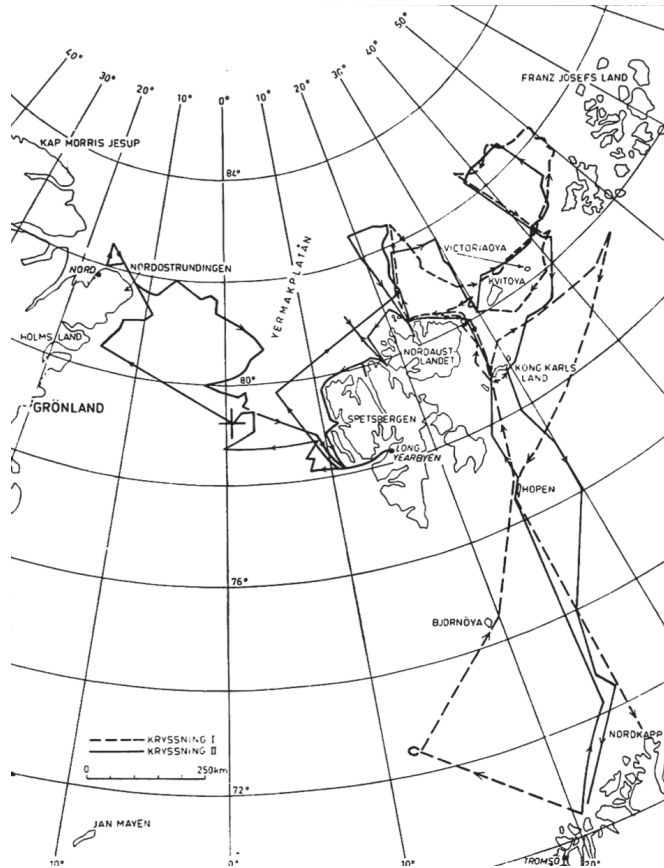 50°
40°
30°
20°
10°
0°
10°
20°
30°
40°
50°
FRANZ JOSEFS LAND
KAP MORRIS JESUP
84°
VICTORIAÖYA
KVITÖYA
NORD
NORDOSTRUNDINGEN
YERMAKPLATÅN
HOLMS LAND
NORDAUST-
LANDET
80°
KONG KARLS
LAND
GRÖNLAND
SPETSBERGEN
LONG
YEARBYEN
HOPEN
76°
BJÖRNÖYA
KRYSSNING I
KRYSSNING II
0 250km
NORDKAPP
72°
JAN MAYEN
TROMSÖ
10°
0°
10°
20°